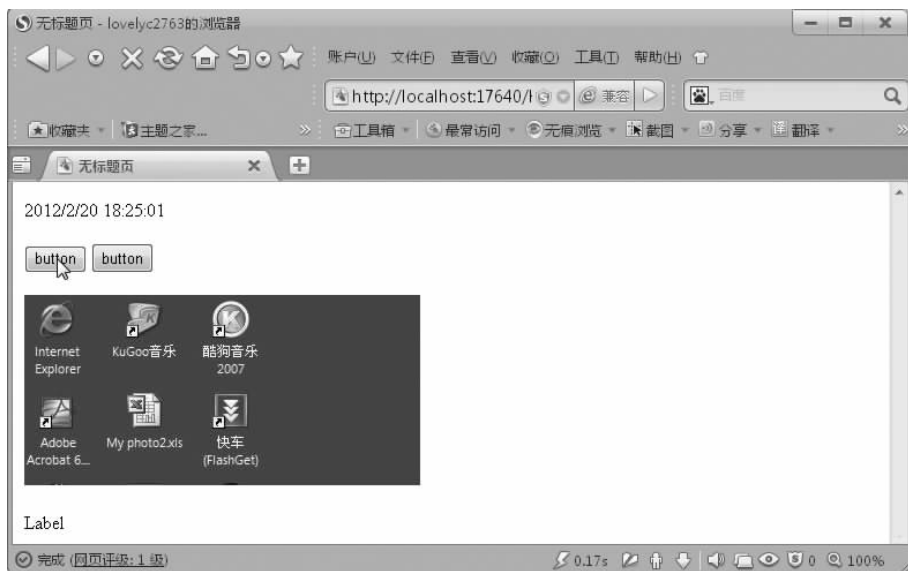 无标题页 - lovelyc2763的浏览器
账户(U) 文件(F) 查看(V) 收藏(O) 工具(T) 帮助(H)
http://localhost:17640/ 兼容 百度
收藏夹 主题之家... 工具箱 最常访问 无痕浏览 截图 分享 翻译
无标题页
2012/2/20 18:25:01
button button
Internet Explorer KuGoo音乐 酷狗音乐 2007
Adobe Acrobat 6... My photo2.xls 快车 (FlashGet)
Label
完成 (网页评级: 1 级) 0.17s 0 100%